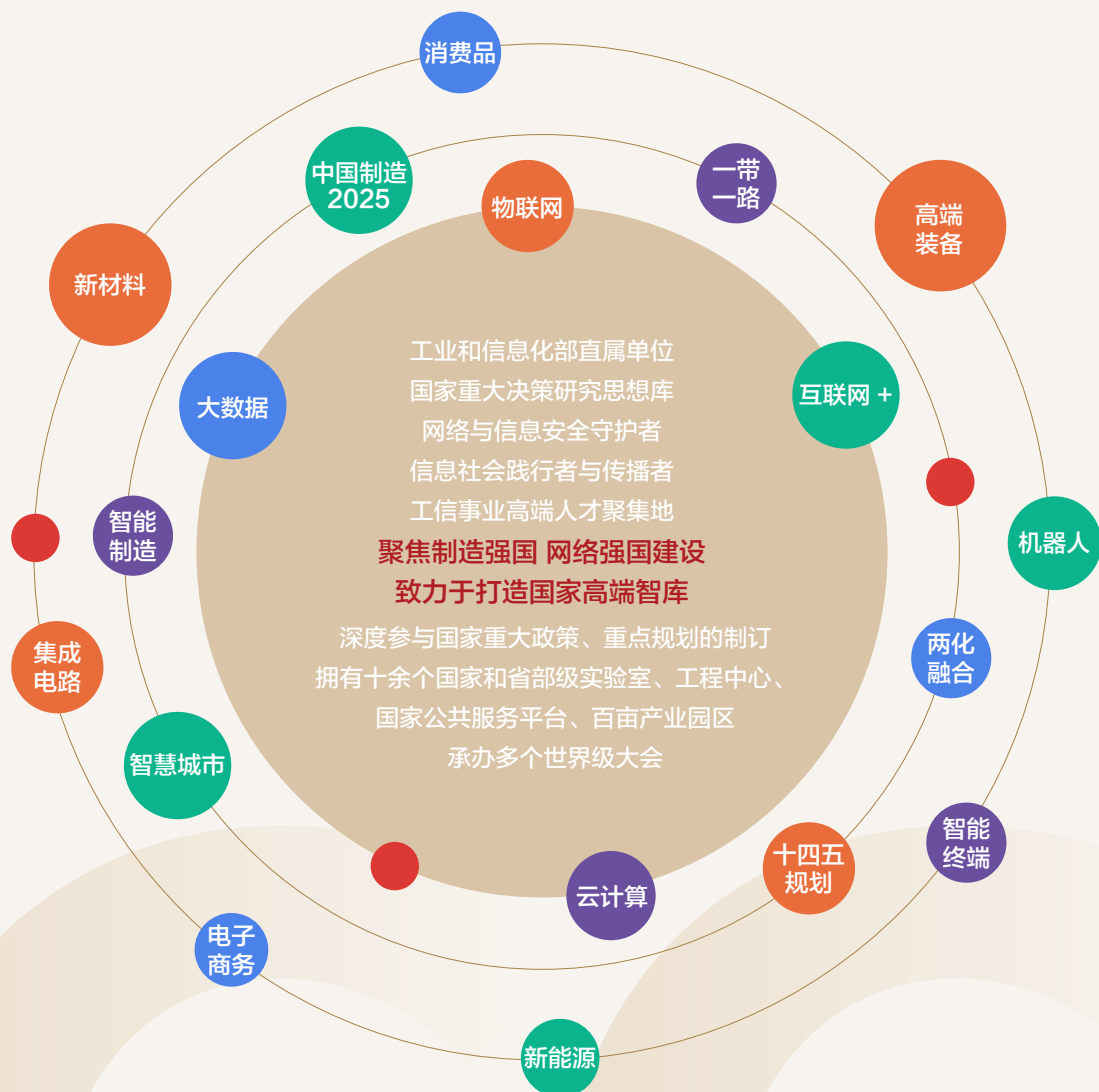 消费品
中国制造
2025
物联网
一带
一路
高端
装备
新材料
大数据
互联网 +
工业和信息化部直属单位
国家重大决策研究思想库
网络与信息安全守护者
信息社会践行者与传播者
工信事业高端人才聚集地
聚焦制造强国 网络强国建设
致力于打造国家高端智库
深度参与国家重大政策、重点规划的制订
拥有十余个国家和省部级实验室、工程中心、
国家公共服务平台、百亩产业园区
承办多个世界级大会
智能
制造
机器人
集成
电路
两化
融合
智慧城市
智能
终端
十四五
规划
云计算
电子
商务
新能源